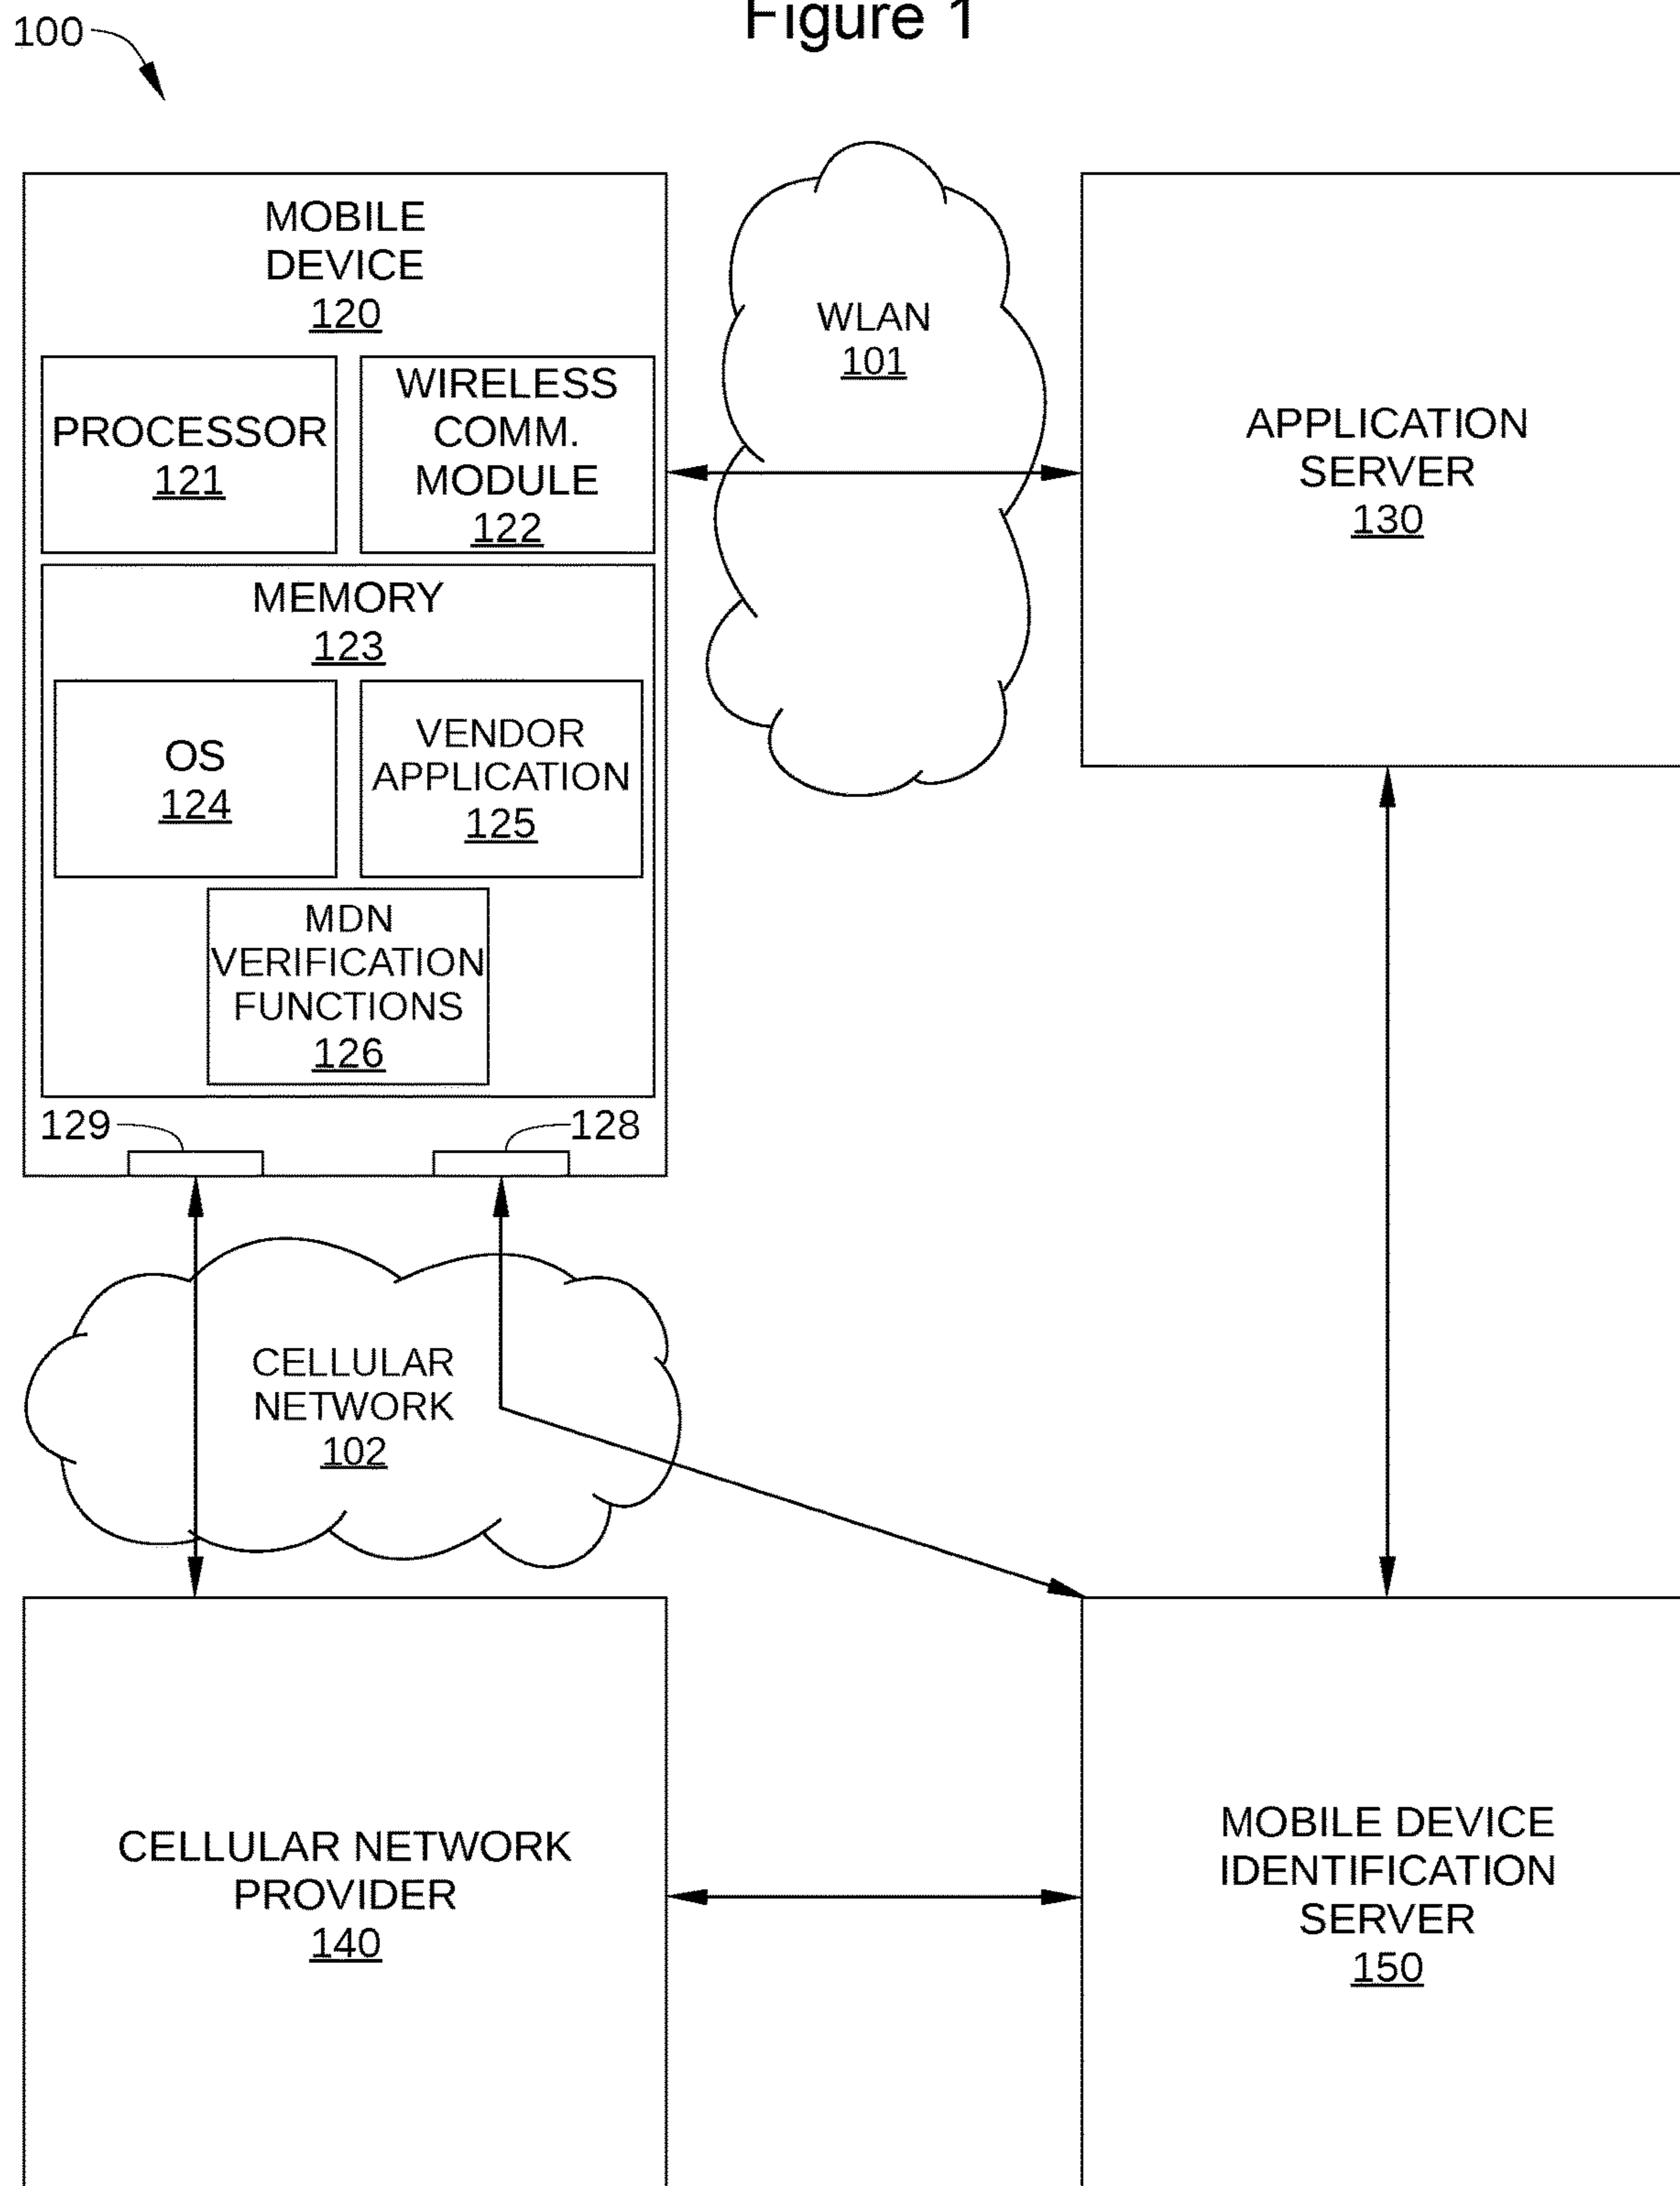 Figure 1
100
MOBILE
DEVICE
120
PROCESSOR
121
WIRELESS
COMM.
MODULE
122
MEMORY
123
OS
124
VENDOR
APPLICATION
125
MDN
VERIFICATION
FUNCTIONS
126
129
128
WLAN
101
APPLICATION
SERVER
130
CELLULAR
NETWORK
102
CELLULAR NETWORK
PROVIDER
140
MOBILE DEVICE
IDENTIFICATION
SERVER
150